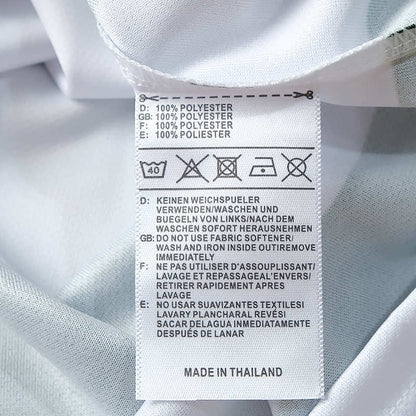 D: 100% POLYESTER
GB: 100% POLYESTER
F: 100% POLYESTER
E: 100% POLIESTER
40
D: KEINEN WEICHSPUELER
VERWENDEN/WASCHEN UND
BUEGELN VON LINKS/NACH DEM
WASCHEN SOFORT HERAUSNEHMEN
GB: DO NOT USE FABRIC SOFTENER/
WASH AND IRON INSIDE OUTIREMOVE
IMMEDIATELY
F: NE PAS UTILISER D'ASSOUPLISSANT/
LAVAGE ET REPASSAGEAL'ENVERS/
RETIRER RAPIDEMENT APRES
LAVAGE
E: NO USAR SUAVIZANTES TEXTILESI
LAVARY PLANCHARAL REVÉSI
SACAR DELAGUA INMEDIATAMENTE
DESPUÉS DE LANAR
MADE IN THAILAND